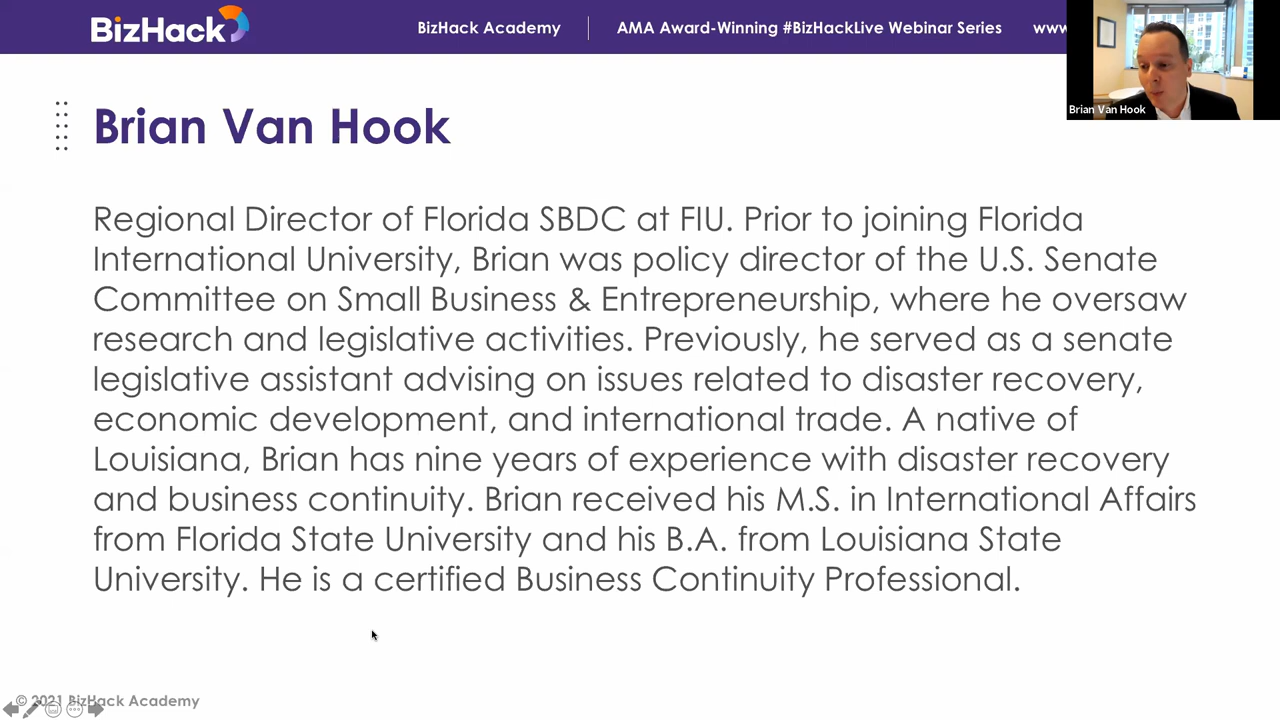 BizHack
BizHack Academy
AMA Award-Winning #BizHackLive Webinar Series
www
Brian Van Hook
Brian Van Hook
Regional Director of Florida SBDC at FIU. Prior to joining Florida
International University, Brian was policy director of the U.S. Senate
Committee on Small Business & Entrepreneurship, where he oversaw
research and legislative activities. Previously, he served as a senate
legislative assistant advising on issues related to disaster recovery,
economic development, and international trade. A native of
Louisiana, Brian has nine years of experience with disaster recovery
and business continuity. Brian received his M.S. in International Affairs
from Florida State University and his B.A. from Louisiana State
University. He is a certified Business Continuity Professional.
© 2021 BizHack Academy